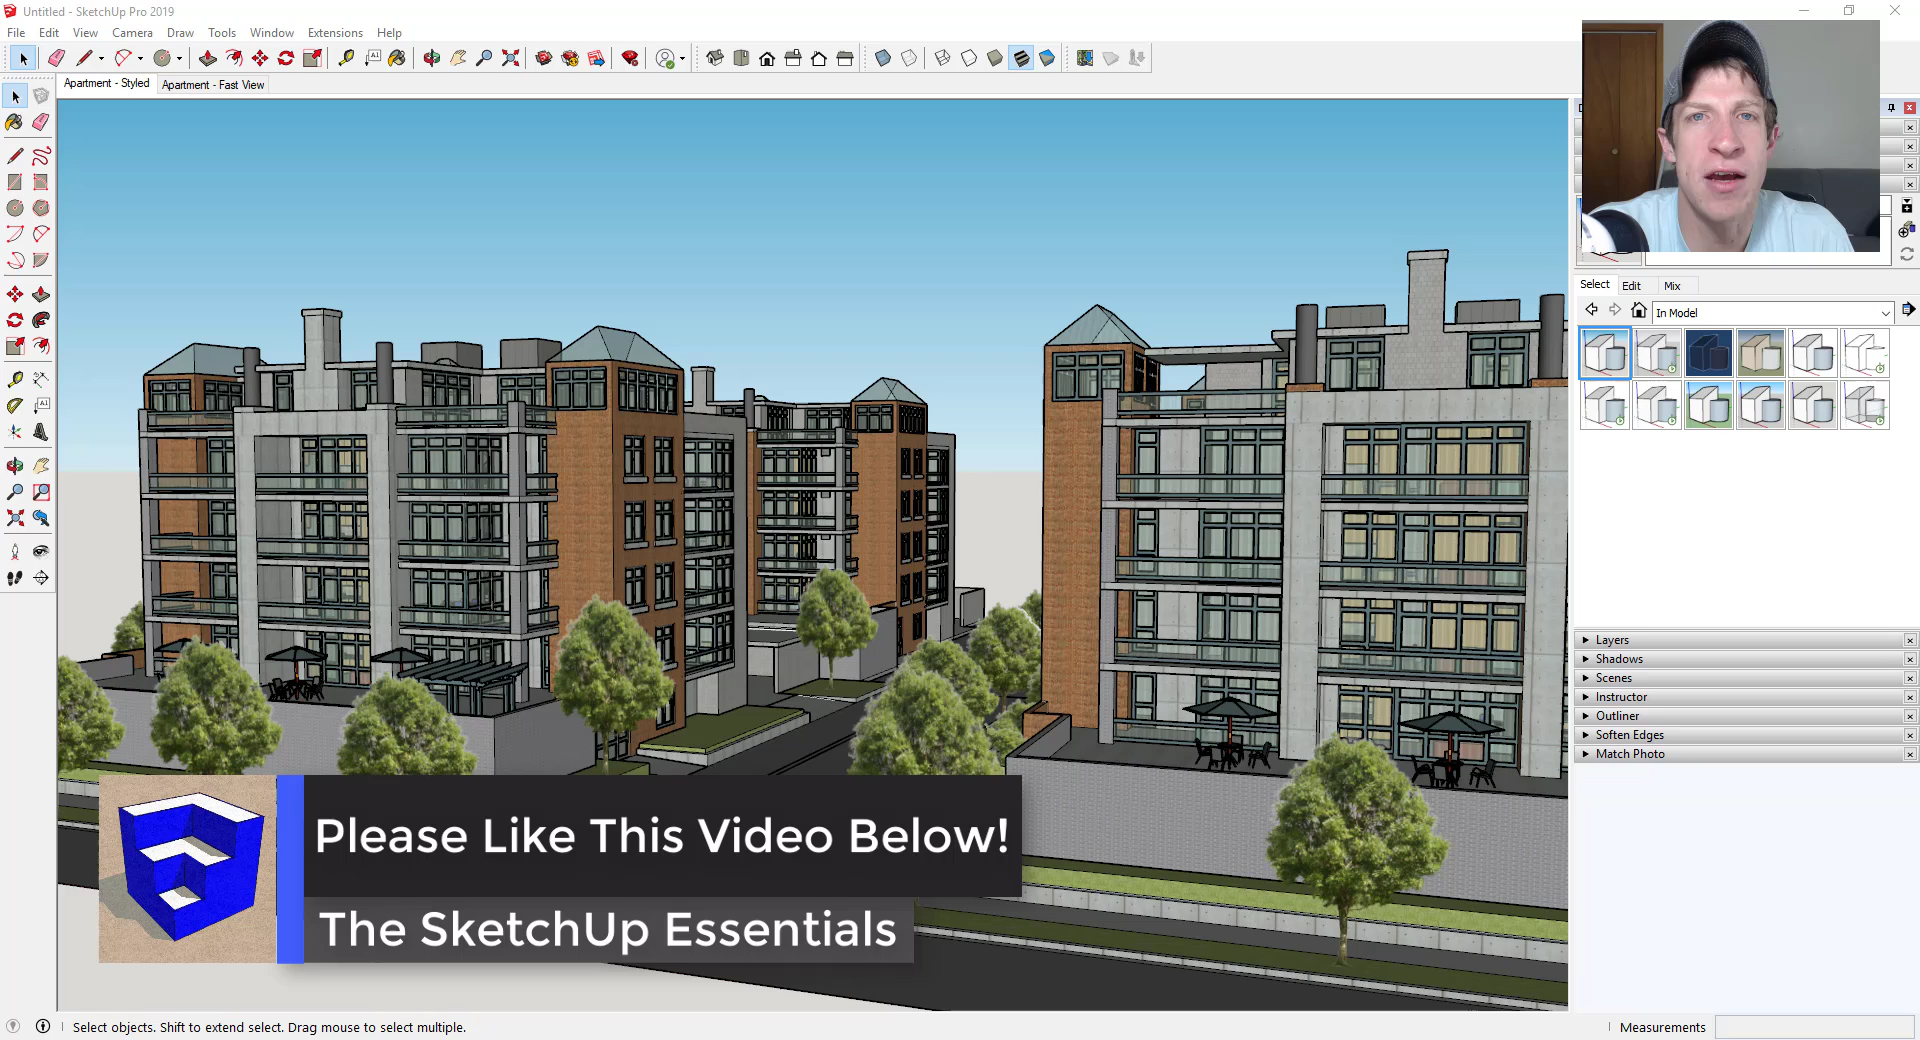 Untitled - SketchUp Pro 2019
File Edit View Camera Draw Tools Window Extensions Help
Apartment - Styled Apartment - Fast View
Select Edit Mix
In Model
Layers
Shadows
Scenes
Instructor
Outliner
Soften Edges
Match Photo
Please Like This Video Below!
The SketchUp Essentials
Select objects. Shift to extend select. Drag mouse to select multiple.
Measurements